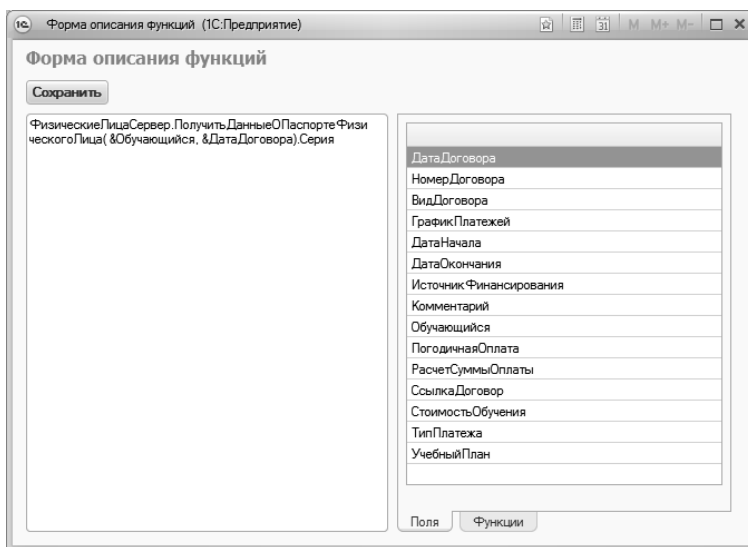 Форма описания функций (1С:Предприятие)
M M+ M-
Форма описания функций
Сохранить
ФизическиеЛицаСервер.ПолучитьДанныеОПаспортеФизи
ческогоЛица( &Обучающийся, &ДатаДоговора).Серия
ДатаДоговора
НомерДоговора
ВидДоговора
ГрафикПлатежей
ДатаНачала
ДатаОкончания
ИсточникФинансирования
Комментарий
Обучающийся
ПогодичнаяОплата
РасчетСуммыОплаты
СсылкаДоговор
СтоимостьОбучения
ТипПлатежа
УчебныйПлан
Поля Функции